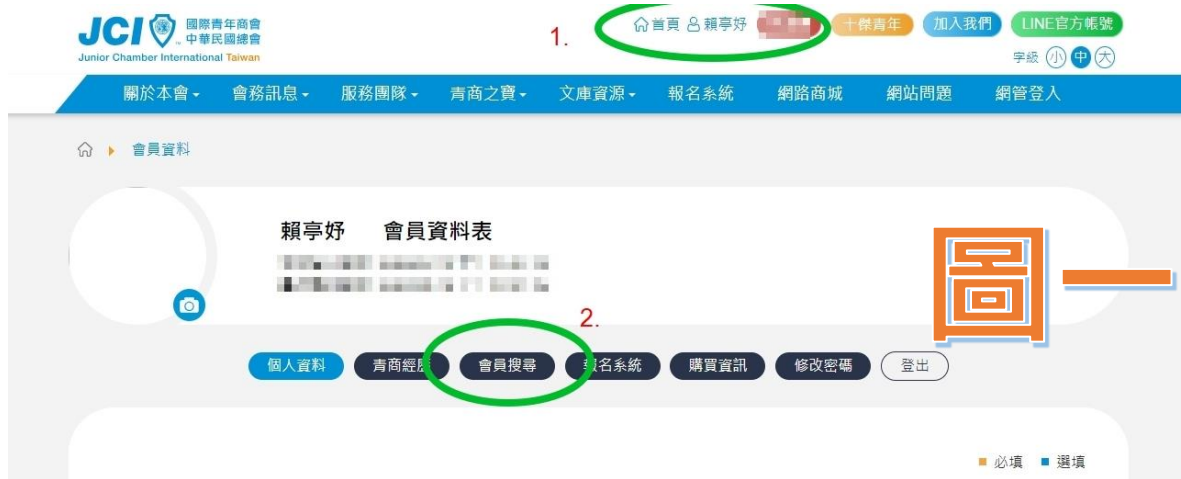 JCI 國際青年商會
中華民國總會
Junior Chamber International Taiwan
1.
首頁 賴亭妤 十傑青年 加入我們 LINE官方帳號
字級 小 中 大
關於本會 會務訊息 服務團隊 青商之寶 文庫資源 報名系統 網路商城 網站問題 網管登入
會員資料
賴亭妤 會員資料表
圖一
2.
個人資料 青商經歷 會員搜尋 報名系統 購買資訊 修改密碼 登出
必填 選填